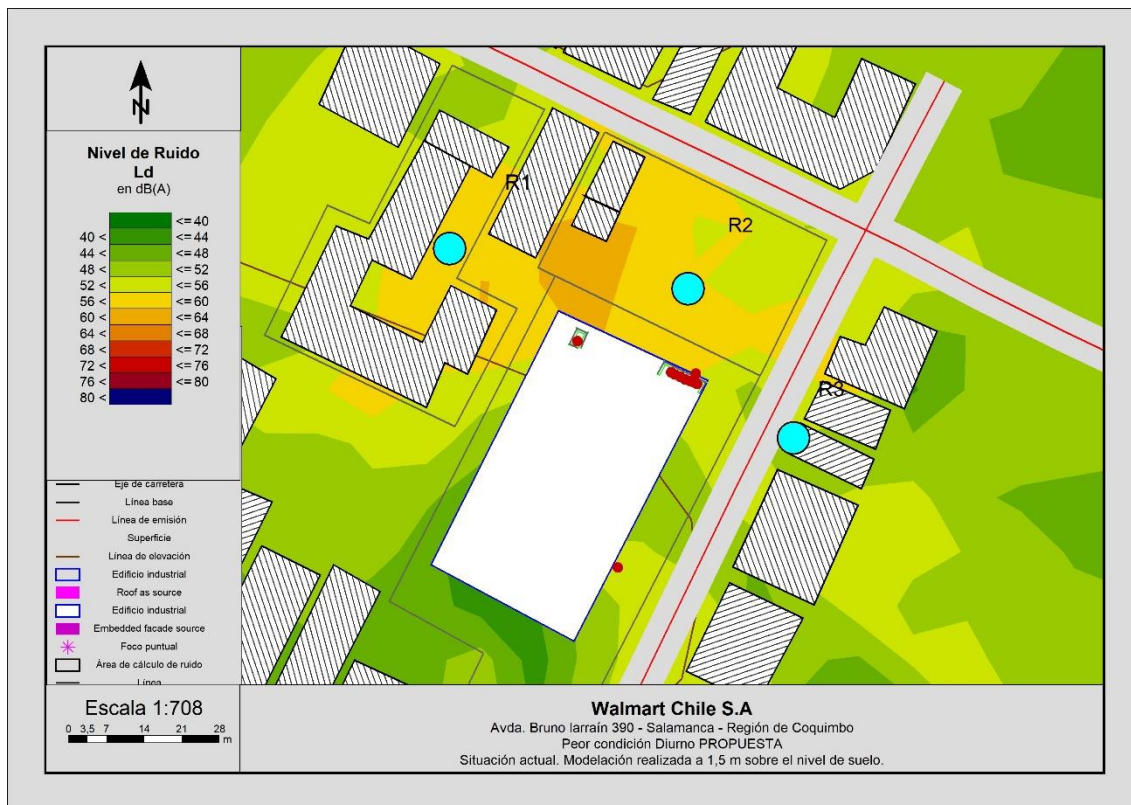 N
Nivel de Ruido
Ld
en dB(A)
<= 40
40 < <= 44
44 < <= 48
48 < <= 52
52 < <= 56
56 < <= 60
60 < <= 64
64 < <= 68
68 < <= 72
72 < <= 76
76 < <= 80
80 <
Eje de carretera
Línea base
Línea de emisión
Superficie
Línea de elevación
Edificio industrial
Roof as source
Edificio industrial
Embedded facade source
Foco puntual
Área de cálculo de ruido
Línea
R1
R2
R3
Escala 1:708
0 3,5 7 14 21 28
m
Walmart Chile S.A
Avda. Bruno larraín 390 - Salamanca - Región de Coquimbo
Peor condición Diurno PROPUESTA
Situación actual. Modelación realizada a 1,5 m sobre el nivel de suelo.